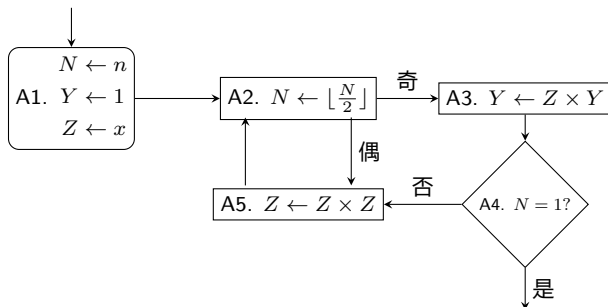 N ← n
A1. Y ← 1
Z ← x
A2. N ← ⌊N/2⌋
奇
A3. Y ← Z × Y
偶
A5. Z ← Z × Z
否
A4. N = 1?
是